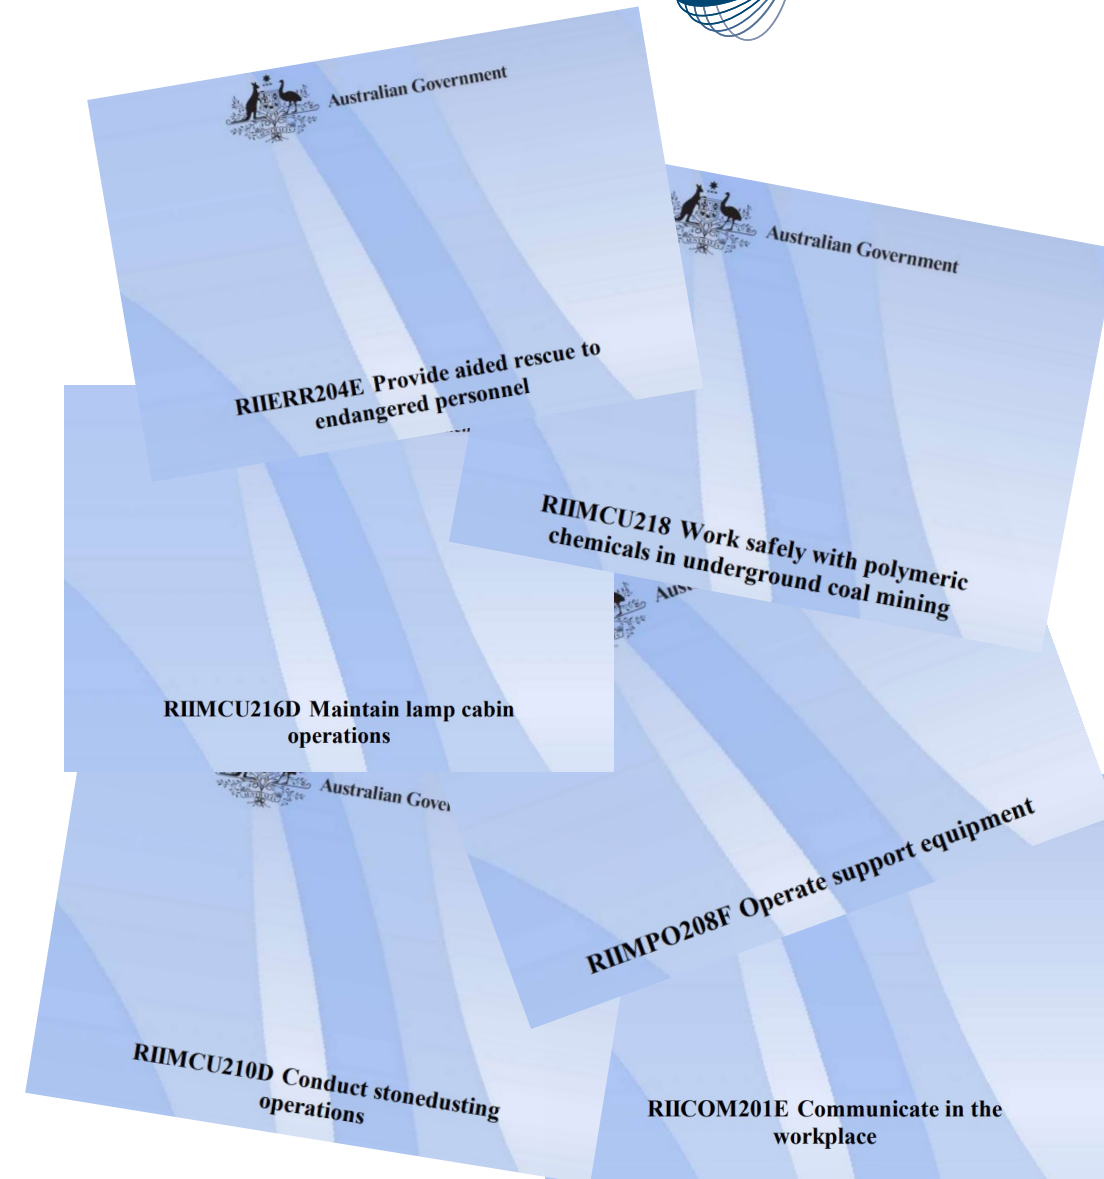 Australian Government
RIIERR204E Provide aided rescue to
endangered personnel
Australian Government
RIIMCU218 Work safely with polymeric
chemicals in underground coal mining
RIIMCU216D Maintain lamp cabin
operations
RIIMPO208F Operate support equipment
Australian
RIIMCU210D Conduct stonedusting
operations
RIICOM201E Communicate in the
workplace